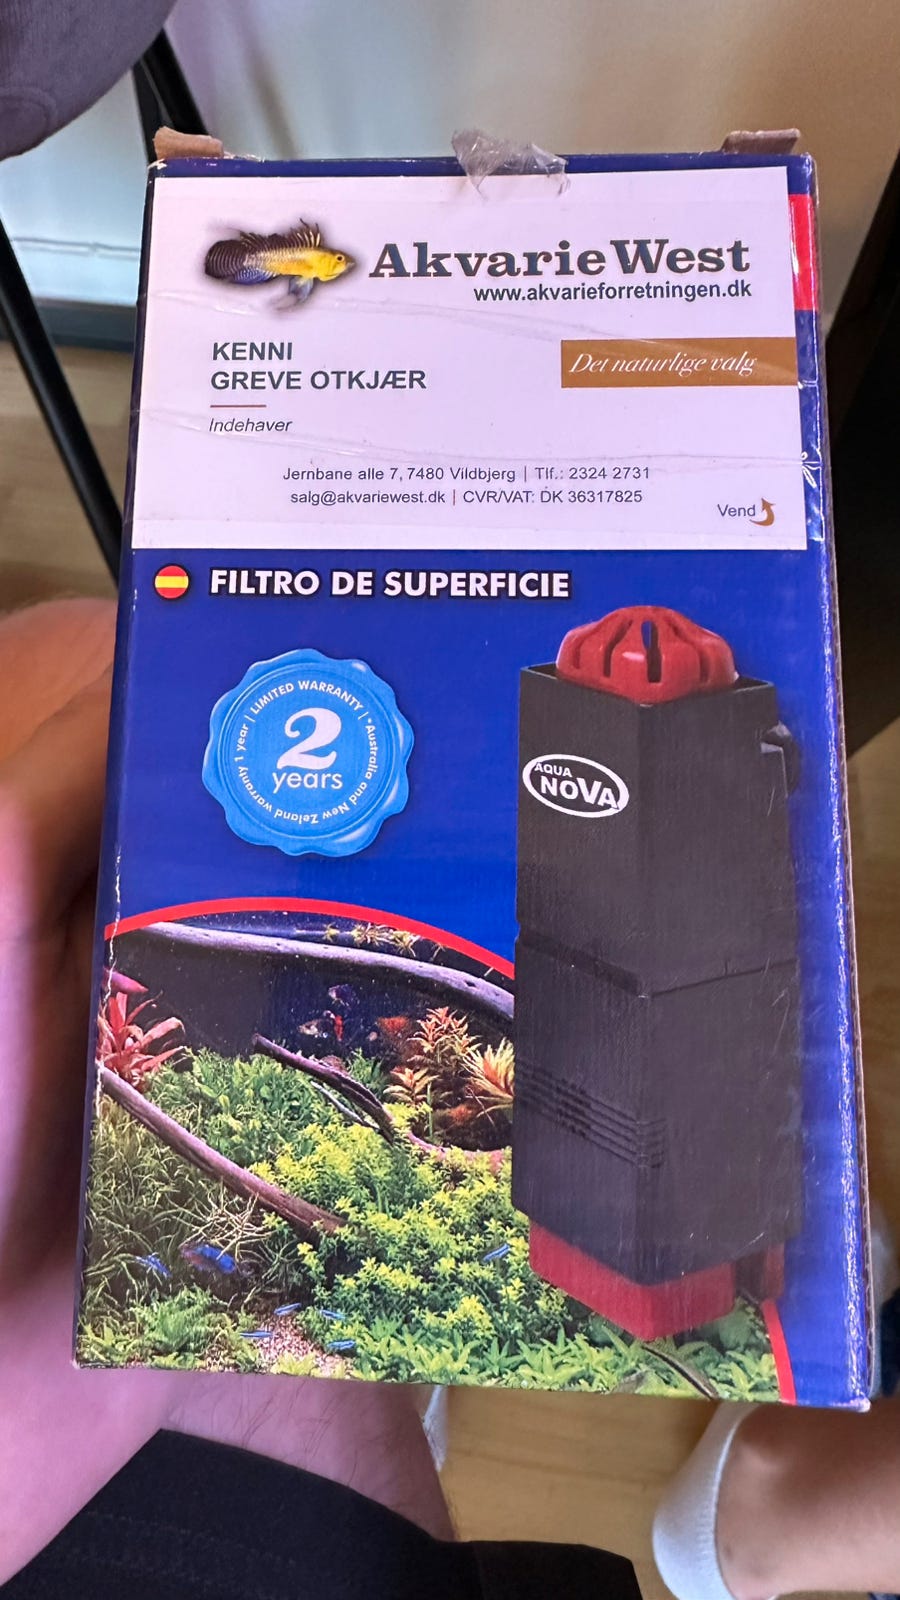 AkvarieWest
www.akvarieforretningen.dk
KENNI
GREVE OTKJÆR
Det naturlige valg
Indehaver
Jernbane alle 7, 7480 Vildbjerg | Tlf.: 2324 2731
salg@akvariewest.dk | CVR/VAT: DK 36317825
Vend
FILTRO DE SUPERFICIE
| LIMITED WARRANTY |
*Australia and New Zeland warranty 1 year
2
years
AQUA
NOVA